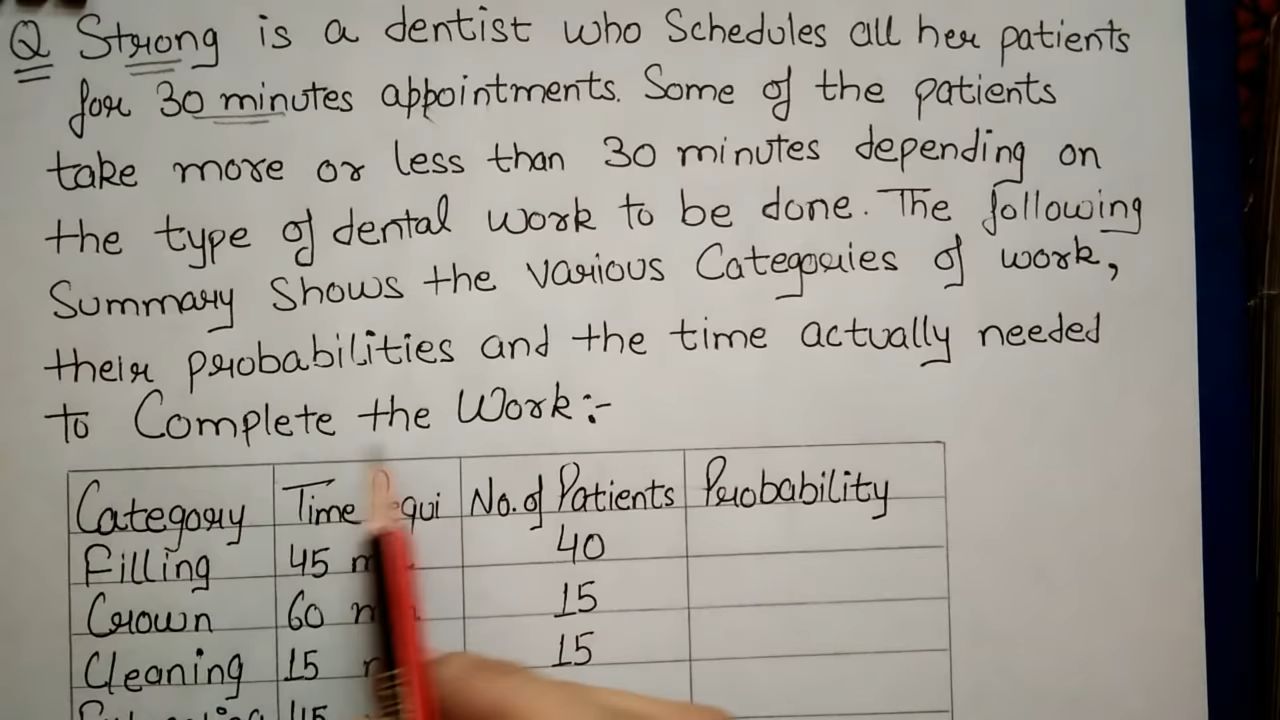 Q Strong is a dentist who Schedules all her patients
for 30 minutes appointments. Some of the patients
take more or less than 30 minutes depending on
the type of dental work to be done. The following
Summary Shows the various Categories of work,
their probabilities and the time actually needed
to Complete the Work:-
Category Time No. of Patients Probability
Filling 45 40
Crown 60 15
Cleaning 15 15
45